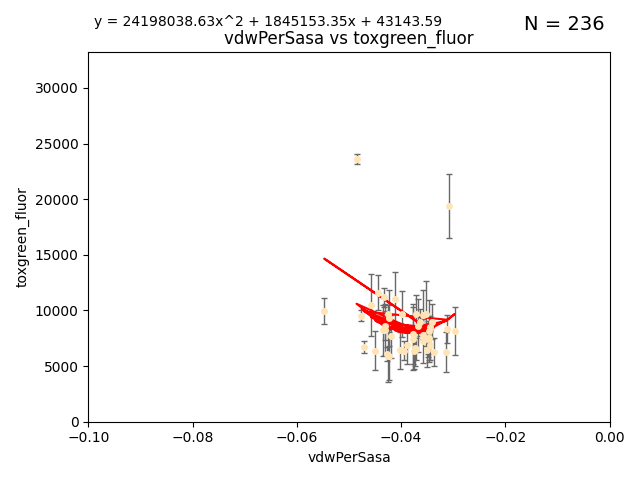 y = 24198038.63x^2 + 1845153.35x + 43143.59
N = 236
vdwPerSasa vs toxgreen_fluor
30000
25000
20000
15000
10000
5000
0
toxgreen_fluor
−0.10 −0.08 −0.06 −0.04 −0.02 0.00
vdwPerSasa